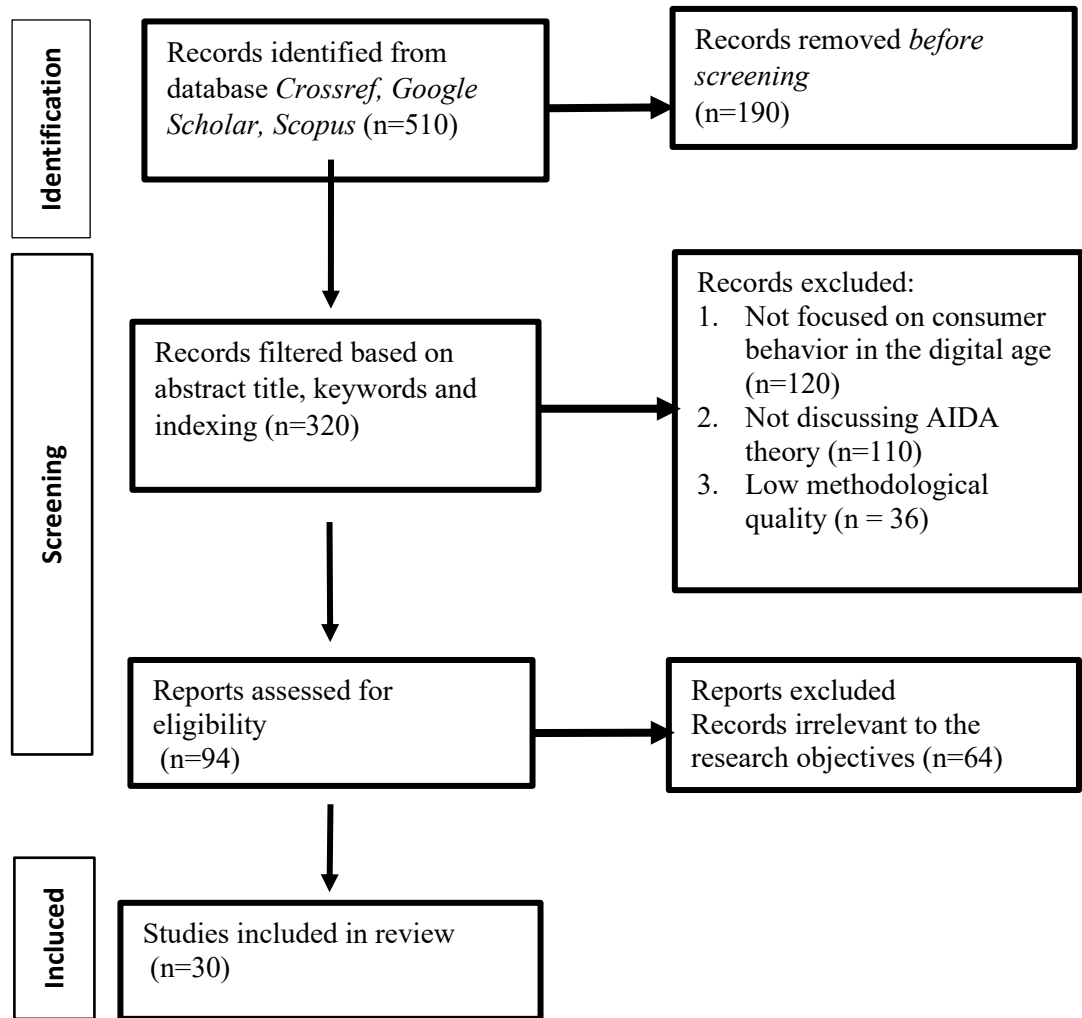 Identification
Records identified from
database Crossref, Google
Scholar, Scopus (n=510)
Records removed before
screening
(n=190)
Screening
Records filtered based on
abstract title, keywords and
indexing (n=320)
Records excluded:
1. Not focused on consumer
behavior in the digital age
(n=120)
2. Not discussing AIDA
theory (n=110)
3. Low methodological
quality (n = 36)
Reports assessed for
eligibility
(n=94)
Reports excluded
Records irrelevant to the
research objectives (n=64)
Included
Studies included in review
(n=30)